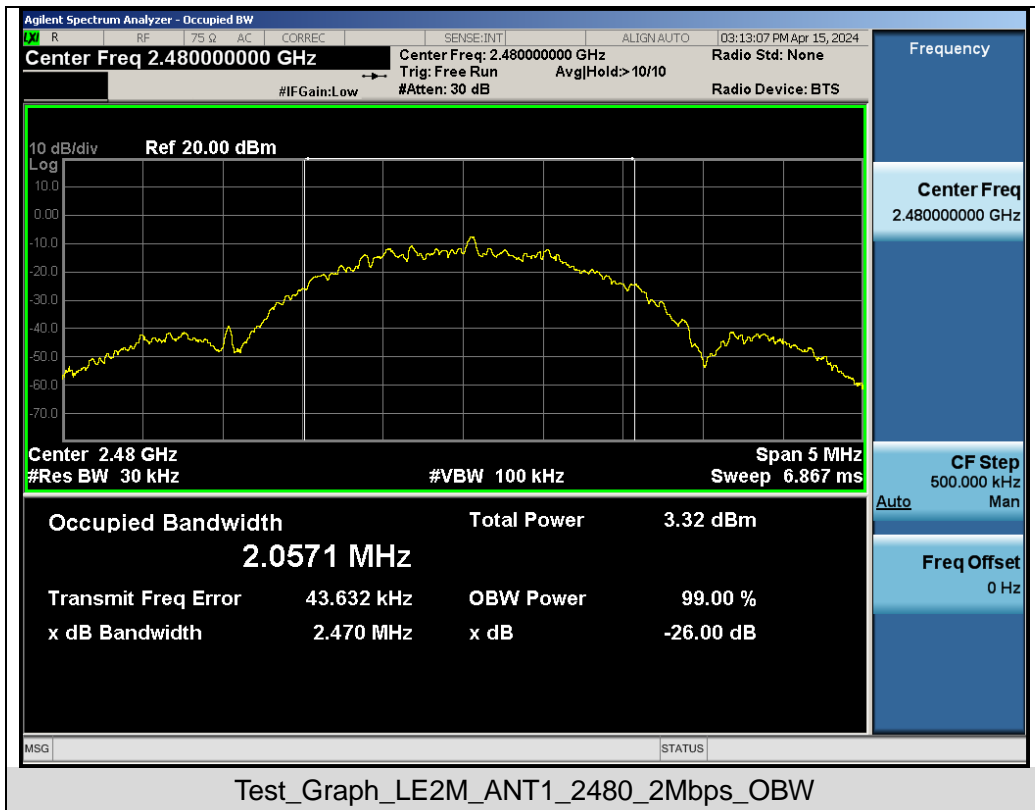 Agilent Spectrum Analyzer - Occupied BW
LXI R RF 75 Ω AC CORREC SENSE:INT ALIGN AUTO 03:13:07 PM Apr 15, 2024
Center Freq 2.480000000 GHz Center Freq: 2.480000000 GHz Radio Std: None
Trig: Free Run Avg|Hold:> 10/10
#IFGain:Low #Atten: 30 dB Radio Device: BTS
Frequency
10 dB/div Ref 20.00 dBm
Log
10.0
0.00
-10.0
-20.0
-30.0
-40.0
-50.0
-60.0
-70.0
Center 2.48 GHz Span 5 MHz
#Res BW 30 kHz #VBW 100 kHz Sweep 6.867 ms
Center Freq
2.480000000 GHz
CF Step
500.000 kHz
Auto Man
Freq Offset
0 Hz
Occupied Bandwidth Total Power 3.32 dBm
2.0571 MHz
Transmit Freq Error 43.632 kHz OBW Power 99.00 %
x dB Bandwidth 2.470 MHz x dB -26.00 dB
MSG STATUS
Test_Graph_LE2M_ANT1_2480_2Mbps_OBW